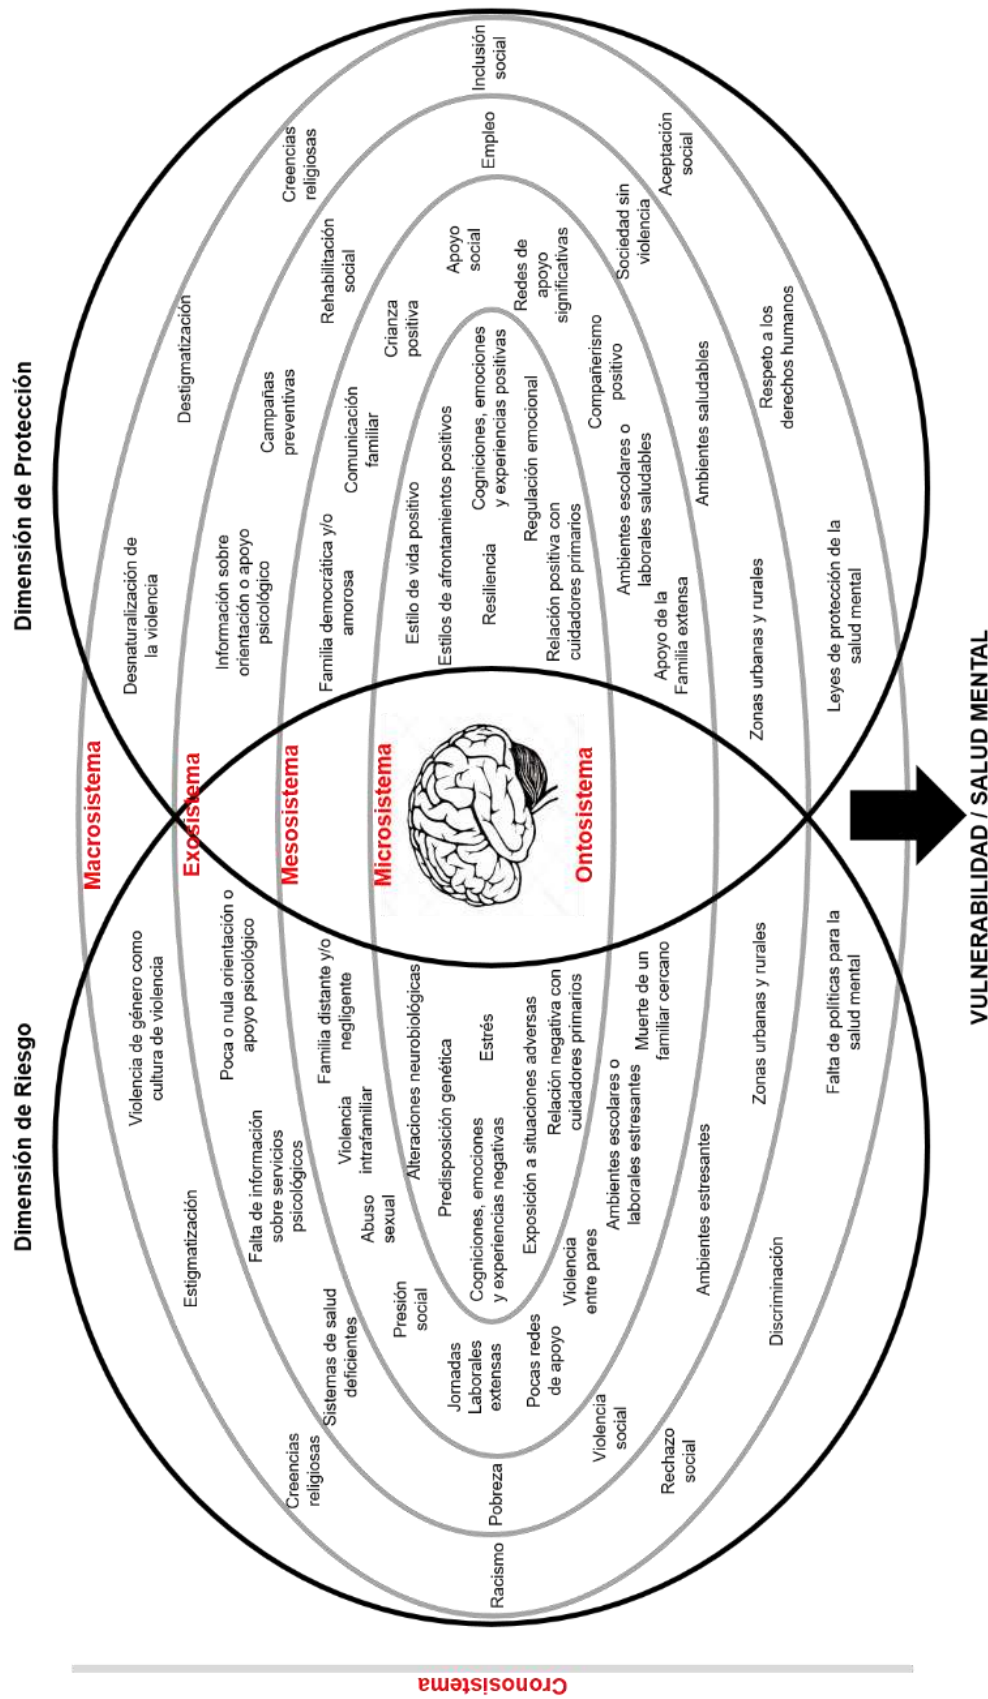 Dimensión de Riesgo
Dimensión de Protección
Macrosistema
Exosistema
Mesosistema
Microsistema
Ontosistema
Violencia de género como
cultura de violencia
Estigmatización
Creencias
religiosas
Racismo
Rechazo
social
Discriminación
Falta de políticas para la
salud mental
Poca o nula orientación o
apoyo psicológico
Falta de información
sobre servicios
psicológicos
Sistemas de salud
deficientes
Pobreza
Violencia
social
Ambientes estresantes
Zonas urbanas y rurales
Familia distante y/o
negligente
Violencia
intrafamiliar
Abuso
sexual
Presión
social
Jornadas
Laborales
extensas
Pocas redes
de apoyo
Violencia
entre pares
Ambientes escolares o
laborales estresantes
Muerte de un
familiar cercano
Alteraciones neurobiológicas
Predisposición genética
Estrés
Cogniciones, emociones
y experiencias negativas
Exposición a situaciones adversas
Relación negativa con
cuidadores primarios
Desnaturalización de
la violencia
Destigmatización
Creencias
religiosas
Inclusión
social
Aceptación
social
Respeto a los
derechos humanos
Leyes de protección de la
salud mental
Información sobre
orientación o apoyo
psicológico
Campañas
preventivas
Rehabilitación
social
Empleo
Sociedad sin
violencia
Ambientes saludables
Zonas urbanas y rurales
Familia democrática y/o
amorosa
Comunicación
familiar
Crianza
positiva
Apoyo
social
Redes de
apoyo
significativas
Compañerismo
positivo
Ambientes escolares o
laborales saludables
Apoyo de la
Familia extensa
Estilo de vida positivo
Estilos de afrontamientos positivos
Resiliencia
Cogniciones, emociones
y experiencias positivas
Regulación emocional
Relación positiva con
cuidadores primarios
VULNERABILIDAD / SALUD MENTAL
Cronosistema